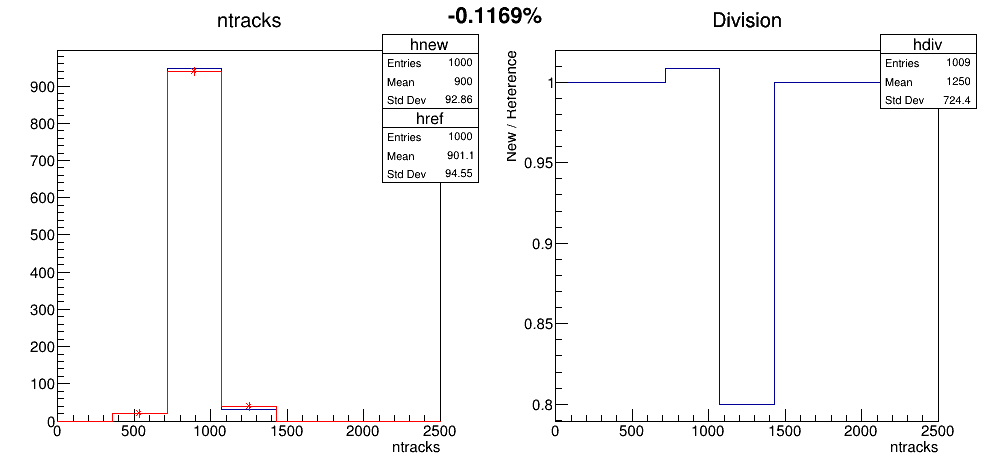 -0.1169%
ntracks
hnew
Entries 1000
Mean 900
Std Dev 92.86
href
Entries 1000
Mean 901.1
Std Dev 94.55
900
800
700
600
500
400
300
200
100
0
0 500 1000 1500 2000 2500
ntracks
Division
hdiv
Entries 1009
Mean 1250
Std Dev 724.4
New / Reference
1
0.95
0.9
0.85
0.8
0 500 1000 1500 2000 2500
ntracks